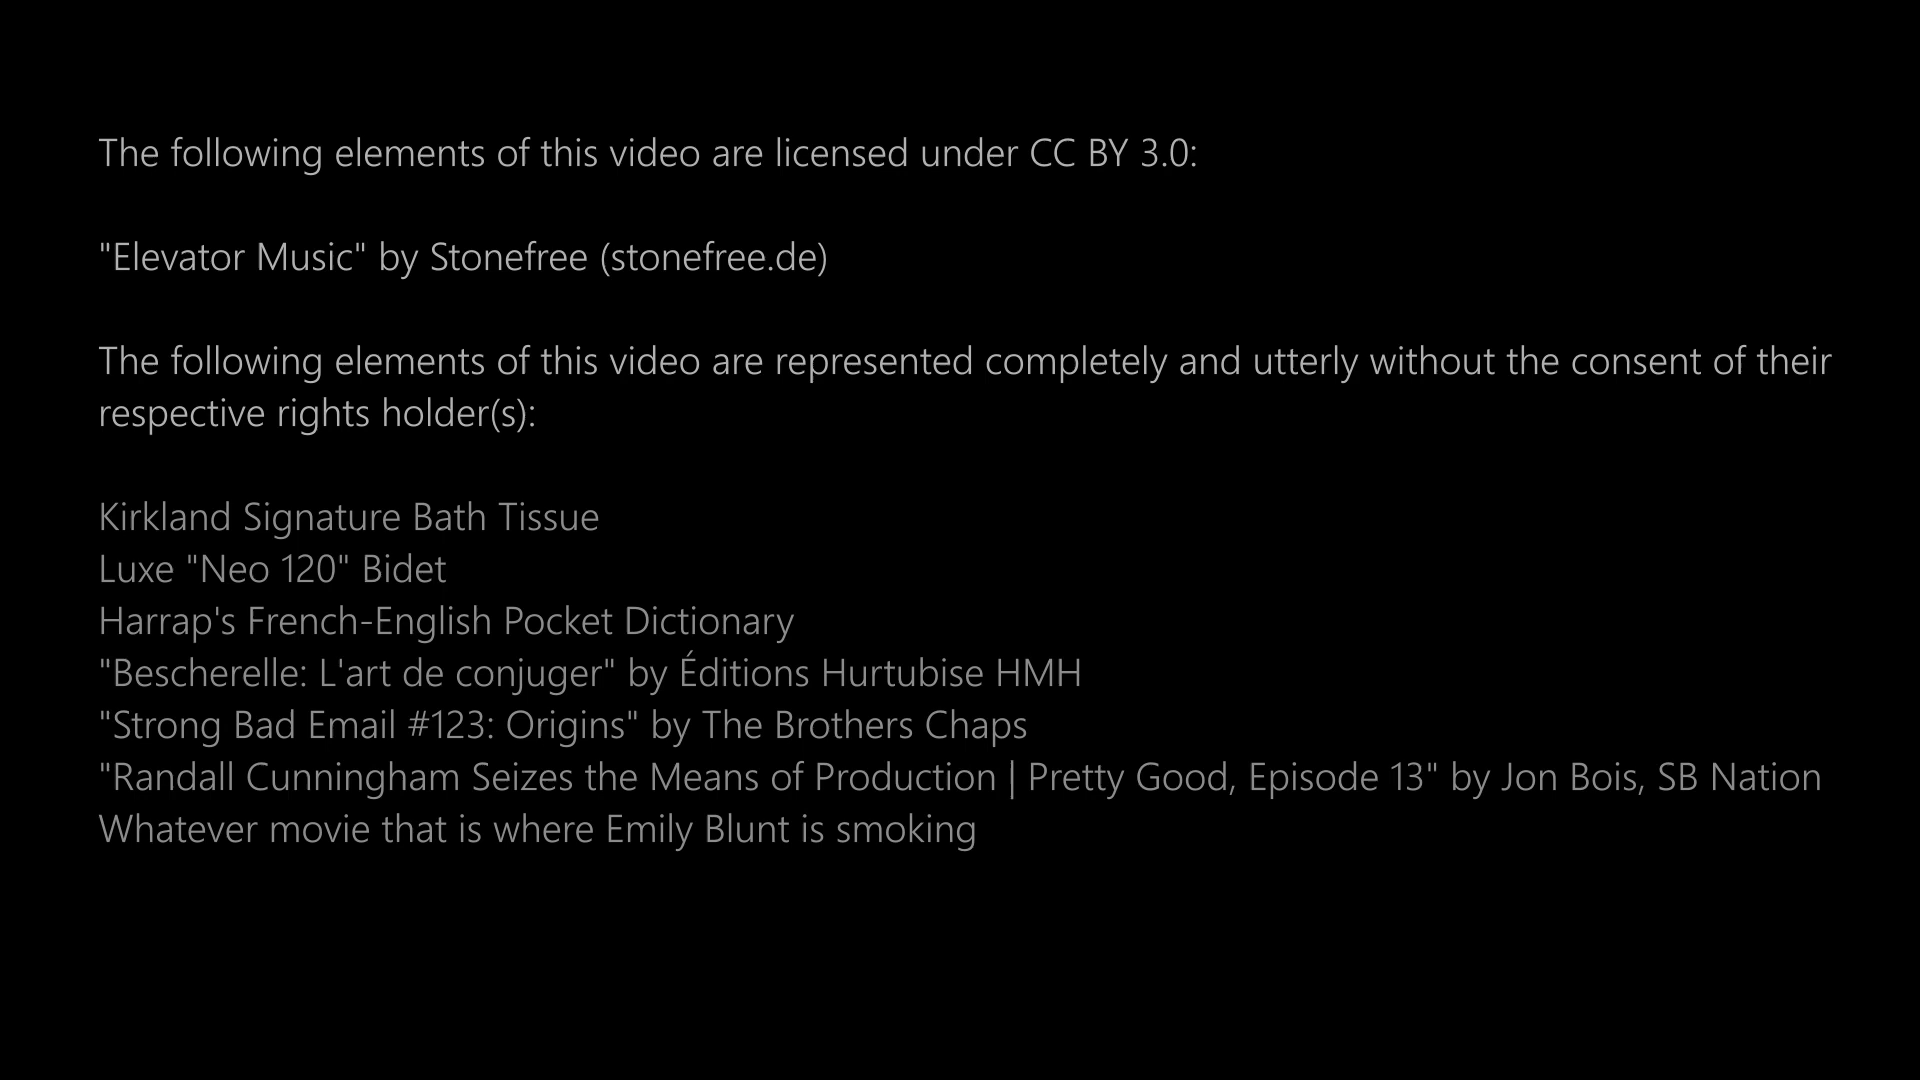 The following elements of this video are licensed under CC BY 3.0:
"Elevator Music" by Stonefree (stonefree.de)
The following elements of this video are represented completely and utterly without the consent of their
respective rights holder(s):
Kirkland Signature Bath Tissue
Luxe "Neo 120" Bidet
Harrap's French-English Pocket Dictionary
"Bescherelle: L'art de conjuger" by Éditions Hurtubise HMH
"Strong Bad Email #123: Origins" by The Brothers Chaps
"Randall Cunningham Seizes the Means of Production | Pretty Good, Episode 13" by Jon Bois, SB Nation
Whatever movie that is where Emily Blunt is smoking